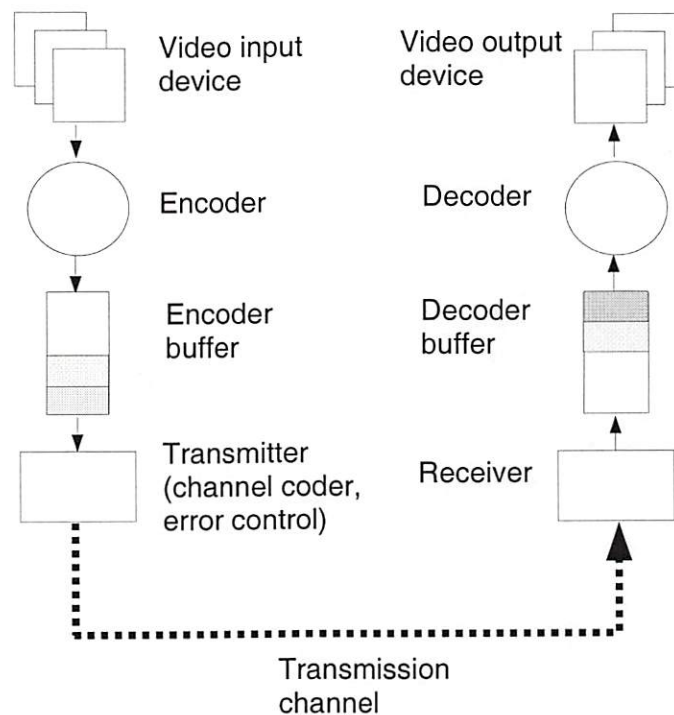 Video input
device
Video output
device
Encoder
Decoder
Encoder
buffer
Decoder
buffer
Transmitter
(channel coder,
error control)
Receiver
Transmission
channel